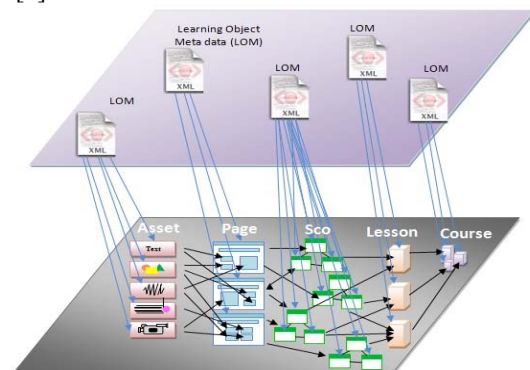 Learning Object
Meta data (LOM)
LOM
LOM
LOM
LOM
XML
XML
XML
XML
XML
Asset
Page
Sco
Lesson
Course
Text